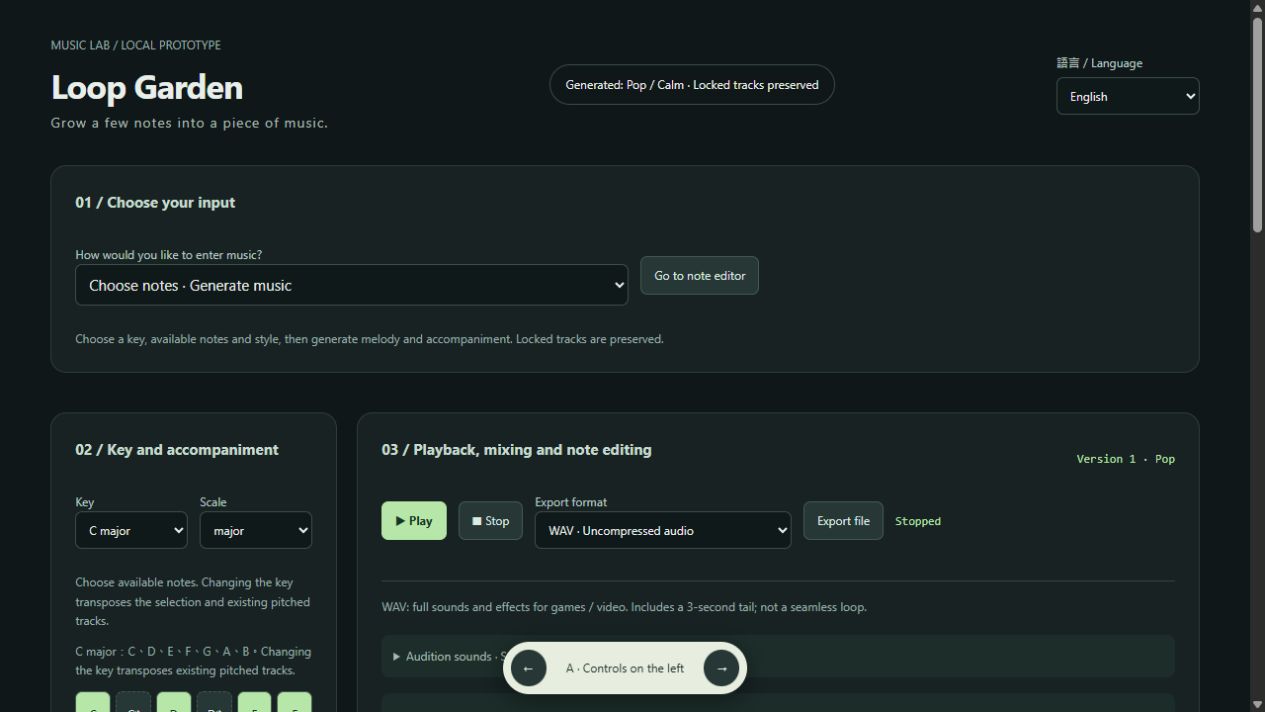 MUSIC LAB / LOCAL PROTOTYPE
Loop Garden
Grow a few notes into a piece of music.
Generated: Pop / Calm · Locked tracks preserved
語言 / Language
English
01 / Choose your input
How would you like to enter music?
Choose notes · Generate music
Go to note editor
Choose a key, available notes and style, then generate melody and accompaniment. Locked tracks are preserved.
02 / Key and accompaniment
Key
Scale
C major
major
Choose available notes. Changing the key
transposes the selection and existing pitched
tracks.
C major：C、D、E、F、G、A、B。Changing
the key transposes existing pitched tracks.
03 / Playback, mixing and note editing
Version 1 · Pop
▶ Play
■ Stop
Export format
WAV · Uncompressed audio
Export file
Stopped
WAV: full sounds and effects for games / video. Includes a 3-second tail; not a seamless loop.
▶ Audition sounds ·
← A · Controls on the left →